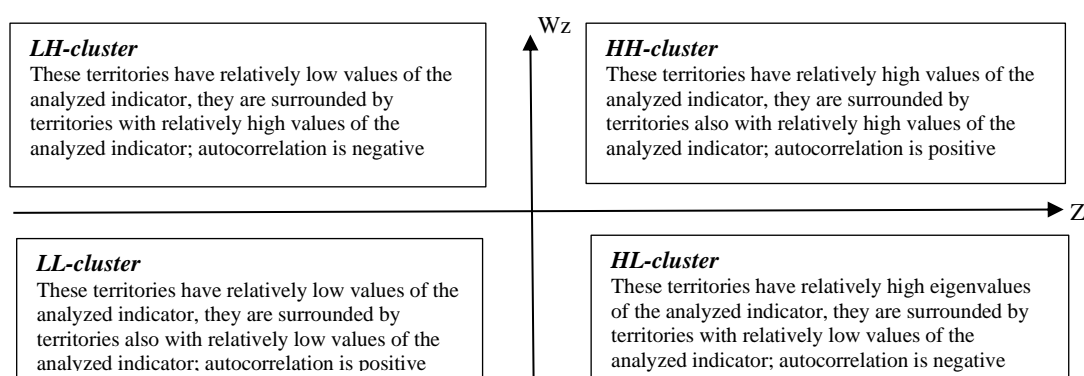 Wz
LH-cluster
These territories have relatively low values of the
analyzed indicator, they are surrounded by
territories with relatively high values of the
analyzed indicator; autocorrelation is negative
HH-cluster
These territories have relatively high values of the
analyzed indicator, they are surrounded by
territories also with relatively high values of the
analyzed indicator; autocorrelation is positive
Z
LL-cluster
These territories have relatively low values of the
analyzed indicator, they are surrounded by
territories also with relatively low values of the
analyzed indicator; autocorrelation is positive
HL-cluster
These territories have relatively high eigenvalues
of the analyzed indicator, they are surrounded by
territories with relatively low values of the
analyzed indicator; autocorrelation is negative